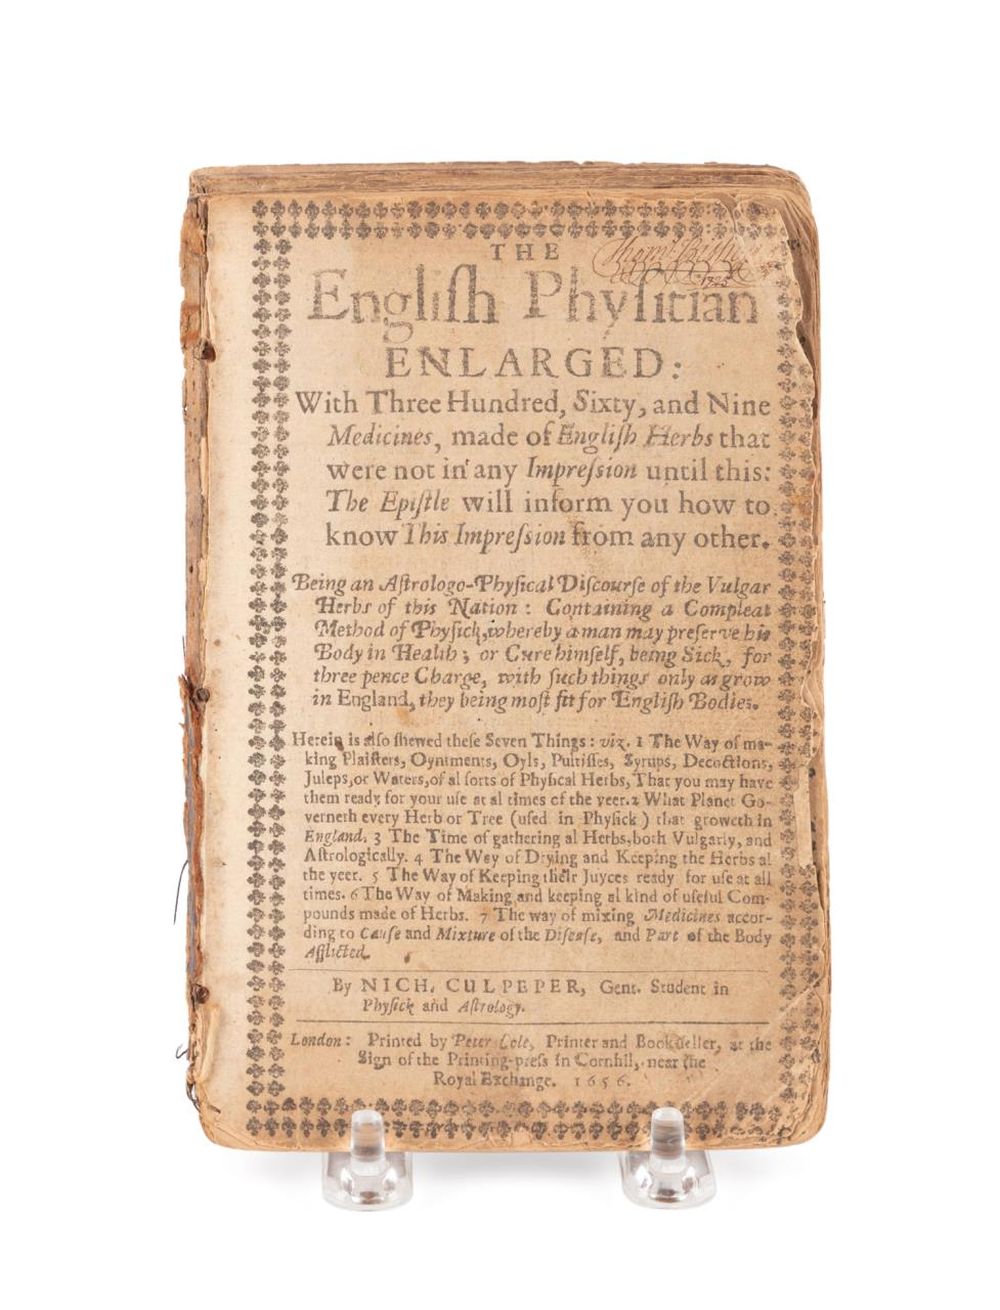 THE
Engliſh Phyſitian
ENLARGED:
With Three Hundred, Sixty, and Nine
Medicines, made of Engliſh Herbs that
were not in any Impreſsion until this:
The Epiſtle will inform you how to
know This Impreſsion from any other.
Being an Aſtrologo-Phyſical Diſcourſe of the Vulgar
Herbs of this Nation : Containing a Compleat
Method of Phyſick, whereby a man may preſerve his
Body in Health ; or Cure himſelf, being Sick, for
three pence Charge, with ſuch things only as grow
in England, they being moſt fit for Engliſh Bodies.
Herein is alſo ſhewed theſe Seven Things : viz. 1 The Way of ma-
king Plaiſters, Oyntments, Oyls, Pultiſſes, Syrups, Decoctions,
Juleps, or Waters, of al ſorts of Phyſical Herbs, That you may have
them ready for your uſe at al times of the yeer. 2 What Planet Go-
verneth every Herb or Tree (uſed in Phyſick) that groweth in
England. 3 The Time of gathering al Herbs, both Vulgarly, and
Aſtrologically. 4 The Way of Drying and Keeping the Herbs al
the yeer. 5 The Way of Keeping their Juyces ready for uſe at all
times. 6 The Way of Making and keeping al kind of uſeful Com-
pounds made of Herbs. 7 The way of mixing Medicines accor-
ding to Cauſe and Mixture of the Diſeaſe, and Part of the Body
Afflicted.
By NICH. CULPEPER, Gent. Student in
Phyſick and Aſtrology.
London: Printed by Peter Cole, Printer and Bookſeller, at the
Sign of the Printing-preſs in Cornhil, near the
Royal Exchange. 1656.